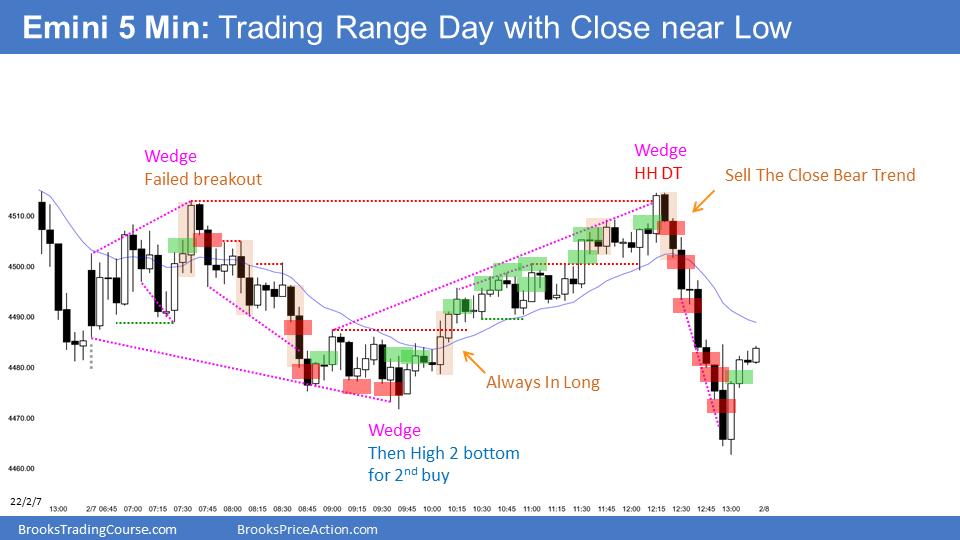 Emini 5 Min: Trading Range Day with Close near Low
Wedge
Failed breakout
Wedge
HH DT
Sell The Close Bear Trend
4510.00
4500.00
4490.00
4480.00
4470.00
4460.00
Always In Long
Wedge
Then High 2 bottom
for 2nd buy
22/2/7
13:00 2/7 06:45 07:00 07:15 07:30 07:45 08:00 08:15 08:30 08:45 09:00 09:15 09:30 09:45 10:00 10:15 10:30 10:45 11:00 11:15 11:30 11:45 12:00 12:15 12:30 12:45 13:00 2/8
BrooksTradingCourse.com BrooksPriceAction.com